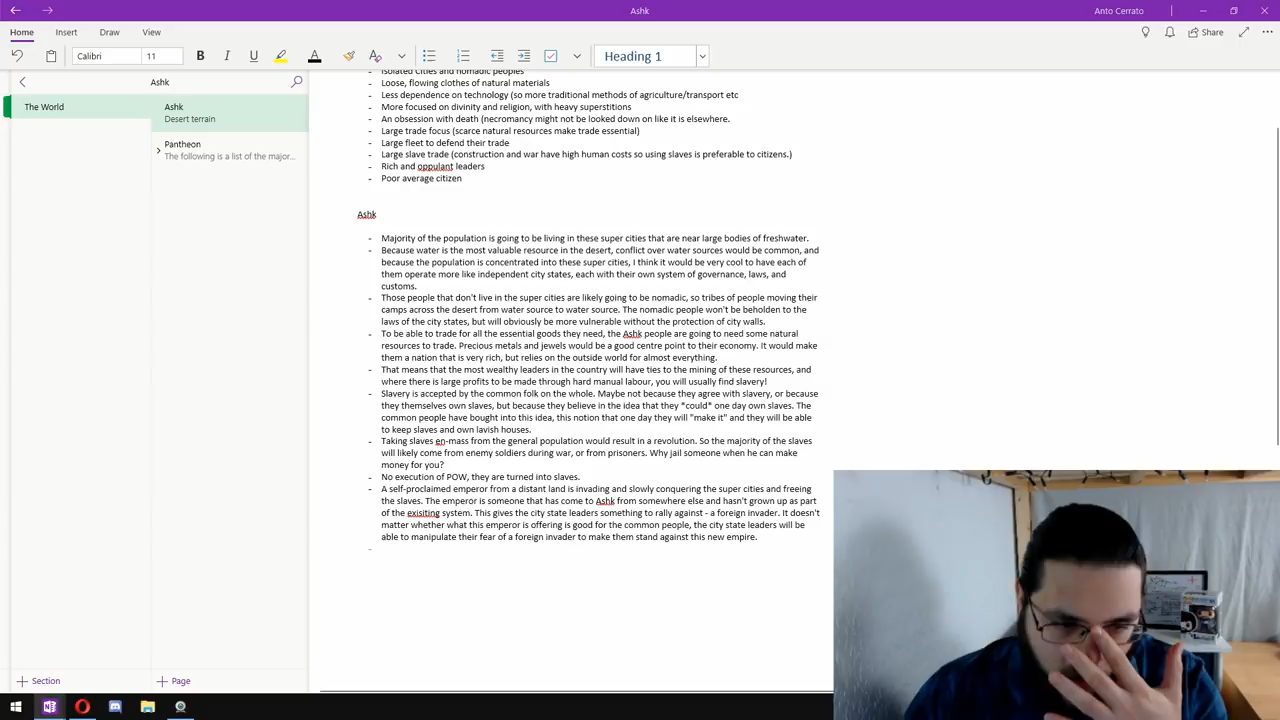 Ashk
Anto Cerrato
Home
Insert
Draw
View
Share
Calibri
11
B
I
U
A
A
Heading 1
Ashk
The World
Ashk
Desert terrain
Pantheon
The following is a list of the major...
- Isolated Cities and nomadic peoples
- Loose, flowing clothes of natural materials
- Less dependence on technology (so more traditional methods of agriculture/transport etc
- More focused on divinity and religion, with heavy superstitions
- An obsession with death (necromancy might not be looked down on like it is elsewhere.
- Large trade focus (scarce natural resources make trade essential)
- Large fleet to defend their trade
- Large slave trade (construction and war have high human costs so using slaves is preferable to citizens.)
- Rich and oppulant leaders
- Poor average citizen
Ashk
- Majority of the population is going to be living in these super cities that are near large bodies of freshwater.
- Because water is the most valuable resource in the desert, conflict over water sources would be common, and
because the population is concentrated into these super cities, I think it would be very cool to have each of
them operate more like independent city states, each with their own system of governance, laws, and
customs.
- Those people that don't live in the super cities are likely going to be nomadic, so tribes of people moving their
camps across the desert from water source to water source. The nomadic people won't be beholden to the
laws of the city states, but will obviously be more vulnerable without the protection of city walls.
- To be able to trade for all the essential goods they need, the Ashk people are going to need some natural
resources to trade. Precious metals and jewels would be a good centre point to their economy. It would make
them a nation that is very rich, but relies on the outside world for almost everything.
- That means that the most wealthy leaders in the country will have ties to the mining of these resources, and
where there is large profits to be made through hard manual labour, you will usually find slavery!
- Slavery is accepted by the common folk on the whole. Maybe not because they agree with slavery, or because
they themselves own slaves, but because they believe in the idea that they *could* one day own slaves. The
common people have bought into this idea, this notion that one day they will "make it" and they will be able
to keep slaves and own lavish houses.
- Taking slaves en-mass from the general population would result in a revolution. So the majority of the slaves
will likely come from enemy soldiers during war, or from prisoners. Why jail someone when he can make
money for you?
- No execution of POW, they are turned into slaves.
- A self-proclaimed emperor from a distant land is invading and slowly conquering the super cities and freeing
the slaves. The emperor is someone that has come to Ashk from somewhere else and hasn't grown up as part
of the exisiting system. This gives the city state leaders something to rally against - a foreign invader. It doesn't
matter whether what this emperor is offering is good for the common people, the city state leaders will be
able to manipulate their fear of a foreign invader to make them stand against this new empire.
-
+ Section
+ Page